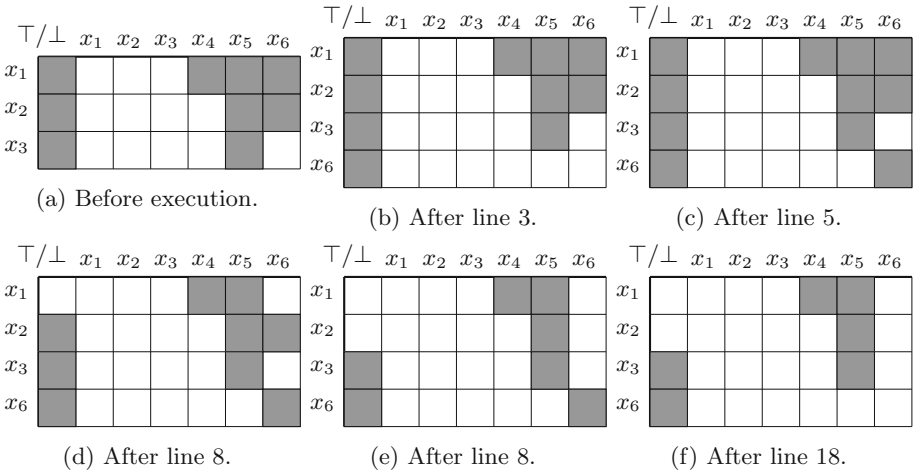 ⊤/⊥ x₁ x₂ x₃ x₄ x₅ x₆
x₁
x₂
x₃
(a) Before execution.
⊤/⊥ x₁ x₂ x₃ x₄ x₅ x₆
x₁
x₂
x₃
x₆
(b) After line 3.
⊤/⊥ x₁ x₂ x₃ x₄ x₅ x₆
x₁
x₂
x₃
x₆
(c) After line 5.
⊤/⊥ x₁ x₂ x₃ x₄ x₅ x₆
x₁
x₂
x₃
x₆
(d) After line 8.
⊤/⊥ x₁ x₂ x₃ x₄ x₅ x₆
x₁
x₂
x₃
x₆
(e) After line 8.
⊤/⊥ x₁ x₂ x₃ x₄ x₅ x₆
x₁
x₂
x₃
x₆
(f) After line 18.